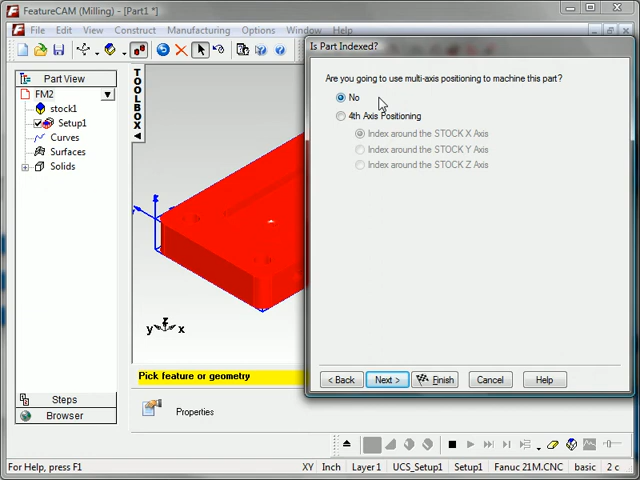 FeatureCAM (Milling) - [Part1 *]
File Edit View Construct Manufacturing Options Window Help
Part View
FM2
stock1
Setup1
Curves
Surfaces
Solids
Steps
Browser
TOOLBOX
Z
y
x
Pick feature or geometry
Properties
Is Part Indexed?
Are you going to use multi-axis positioning to machine this part?
No
4th Axis Positioning
Index around the STOCK X Axis
Index around the STOCK Y Axis
Index around the STOCK Z Axis
< Back Next > Finish Cancel Help
For Help, press F1 XY Inch Layer 1 UCS_Setup1 Setup1 Fanuc 21M.CNC basic 2 c